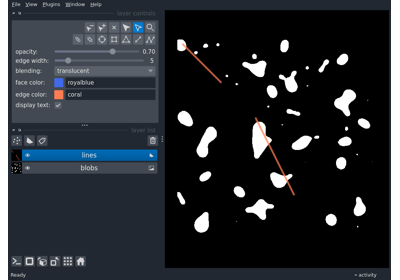 File View Plugins Window Help
layer controls
opacity: 0.70
edge width: 5
blending: translucent
face color: royalblue
edge color: coral
display text:
layer list
lines
blobs
Ready
activity